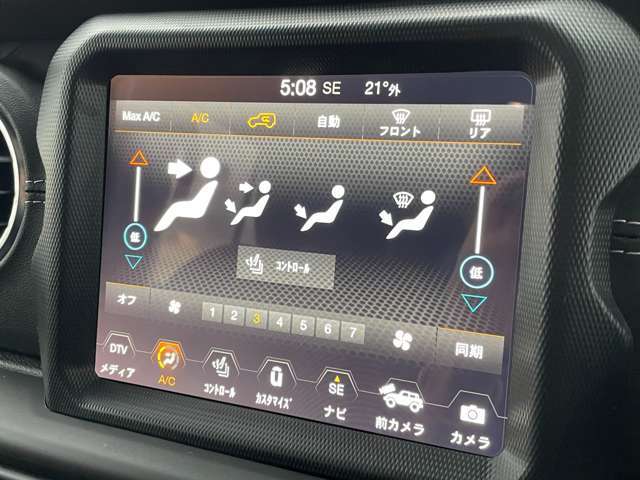 5:08 SE 21°外
Max A/C A/C 自動 フロント リア
低 低
コントロール
オフ 1 2 3 4 5 6 7 同期
DTV SE
メディア A/C コントロール カスタマイズ ナビ 前カメラ カメラ